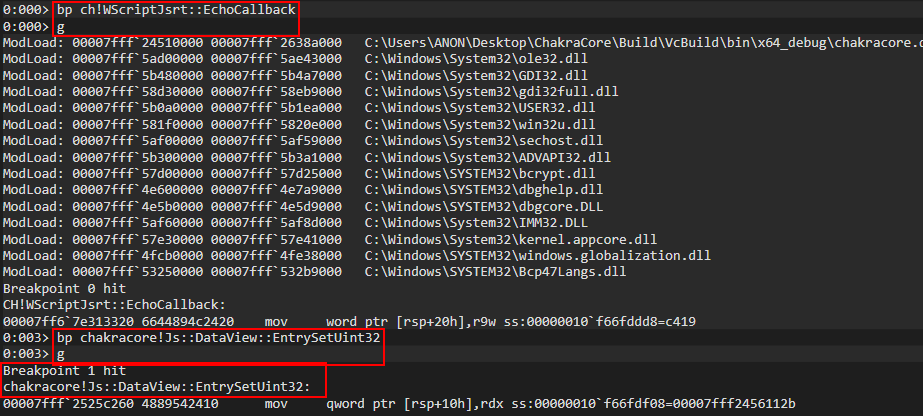 0:000> bp ch!WScriptJsrt::EchoCallback
0:000> g
ModLoad: 00007fff`24510000 00007fff`2638a000   C:\Users\ANON\Desktop\ChakraCore\Build\VcBuild\bin\x64_debug\chakracore.d
ModLoad: 00007fff`5ad00000 00007fff`5ae43000   C:\Windows\System32\ole32.dll
ModLoad: 00007fff`5b480000 00007fff`5b4a7000   C:\Windows\System32\GDI32.dll
ModLoad: 00007fff`58d30000 00007fff`58eb9000   C:\Windows\System32\gdi32full.dll
ModLoad: 00007fff`5b0a0000 00007fff`5b1ea000   C:\Windows\System32\USER32.dll
ModLoad: 00007fff`581f0000 00007fff`5820e000   C:\Windows\System32\win32u.dll
ModLoad: 00007fff`5af00000 00007fff`5af59000   C:\Windows\System32\sechost.dll
ModLoad: 00007fff`5b300000 00007fff`5b3a1000   C:\Windows\System32\ADVAPI32.dll
ModLoad: 00007fff`57d00000 00007fff`57d25000   C:\Windows\SYSTEM32\bcrypt.dll
ModLoad: 00007fff`4e600000 00007fff`4e7a9000   C:\Windows\SYSTEM32\dbghelp.dll
ModLoad: 00007fff`4e5b0000 00007fff`4e5d9000   C:\Windows\SYSTEM32\dbgcore.DLL
ModLoad: 00007fff`5af60000 00007fff`5af8d000   C:\Windows\System32\IMM32.DLL
ModLoad: 00007fff`57e30000 00007fff`57e41000   C:\Windows\System32\kernel.appcore.dll
ModLoad: 00007fff`4fcb0000 00007fff`4fe38000   C:\Windows\SYSTEM32\windows.globalization.dll
ModLoad: 00007fff`53250000 00007fff`532b9000   C:\Windows\SYSTEM32\Bcp47Langs.dll
Breakpoint 0 hit
CH!WScriptJsrt::EchoCallback:
00007ff6`7e313320 6644894c2420    mov     word ptr [rsp+20h],r9w ss:00000010`f66fddd8=c419
0:003> bp chakracore!Js::DataView::EntrySetUint32
0:003> g
Breakpoint 1 hit
chakracore!Js::DataView::EntrySetUint32:
00007fff`2525c260 4889542410      mov     qword ptr [rsp+10h],rdx ss:00000010`f66fdf08=00007fff2456112b